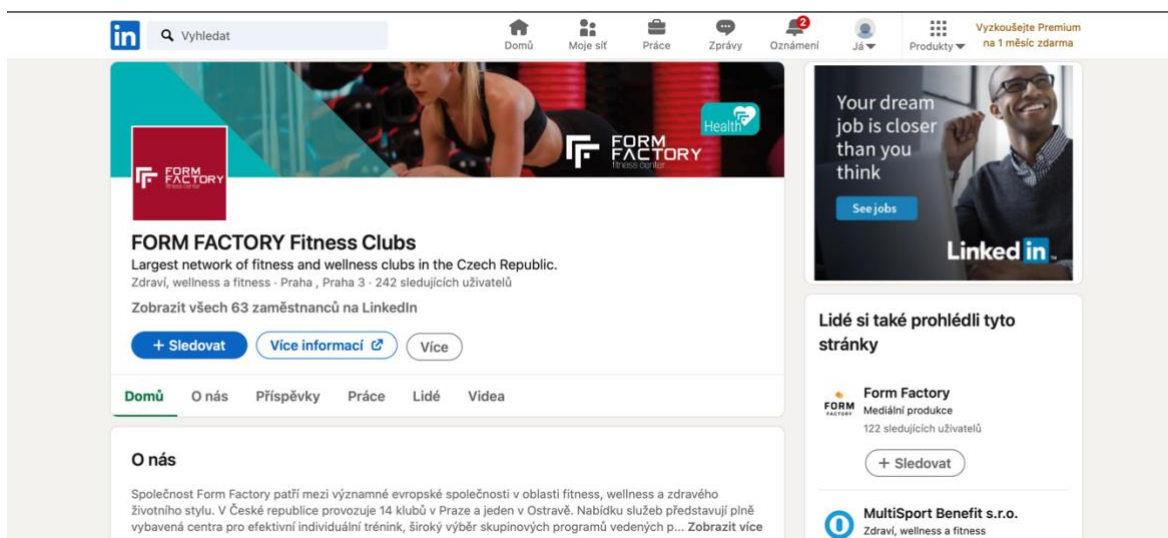 in
Vyhledat
Domů
Moje síť
Práce
Zprávy
2
Oznámení
Já
Produkty
Vyzkoušejte Premium
na 1 měsíc zdarma
Health
FORM
FACTORY
fitness center
FORM
FACTORY
fitness center
FORM FACTORY Fitness Clubs
Largest network of fitness and wellness clubs in the Czech Republic.
Zdraví, wellness a fitness · Praha , Praha 3 · 242 sledujících uživatelů
Zobrazit všech 63 zaměstnanců na LinkedIn
+ Sledovat
Více informací
Více
Domů
O nás
Příspěvky
Práce
Lidé
Videa
O nás
Společnost Form Factory patří mezi významné evropské společnosti v oblasti fitness, wellness a zdravého
životního stylu. V České republice provozuje 14 klubů v Praze a jeden v Ostravě. Nabídku služeb představují plně
vybavená centra pro efektivní individuální trénink, široký výběr skupinových programů vedených p... Zobrazit více
Your dream
job is closer
than you
think
See jobs
Linked in
Lidé si také prohlédli tyto
stránky
FORM
FACTORY
Form Factory
Mediální produkce
122 sledujících uživatelů
+ Sledovat
MultiSport Benefit s.r.o.
Zdraví, wellness a fitness